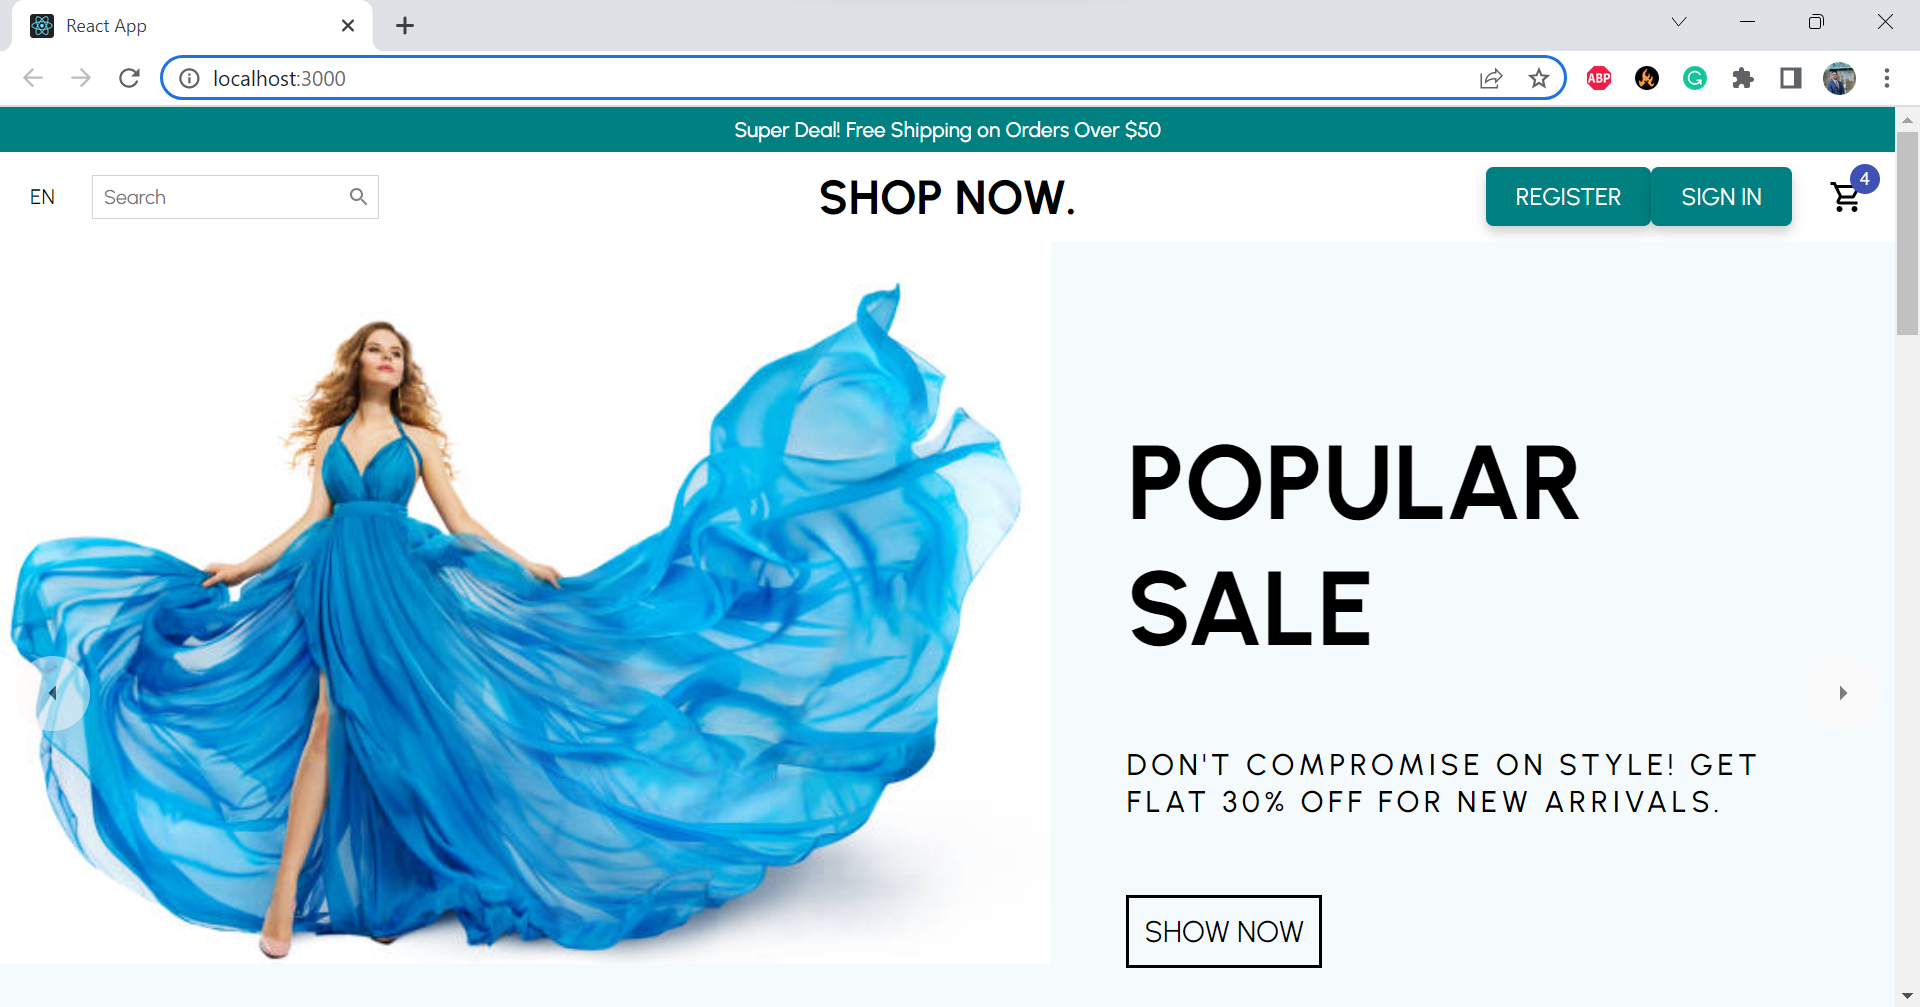 React App
localhost:3000
ABP
Super Deal! Free Shipping on Orders Over $50
EN
Search
SHOP NOW.
REGISTER
SIGN IN
4
POPULAR
SALE
DON'T COMPROMISE ON STYLE! GET
FLAT 30% OFF FOR NEW ARRIVALS.
SHOW NOW